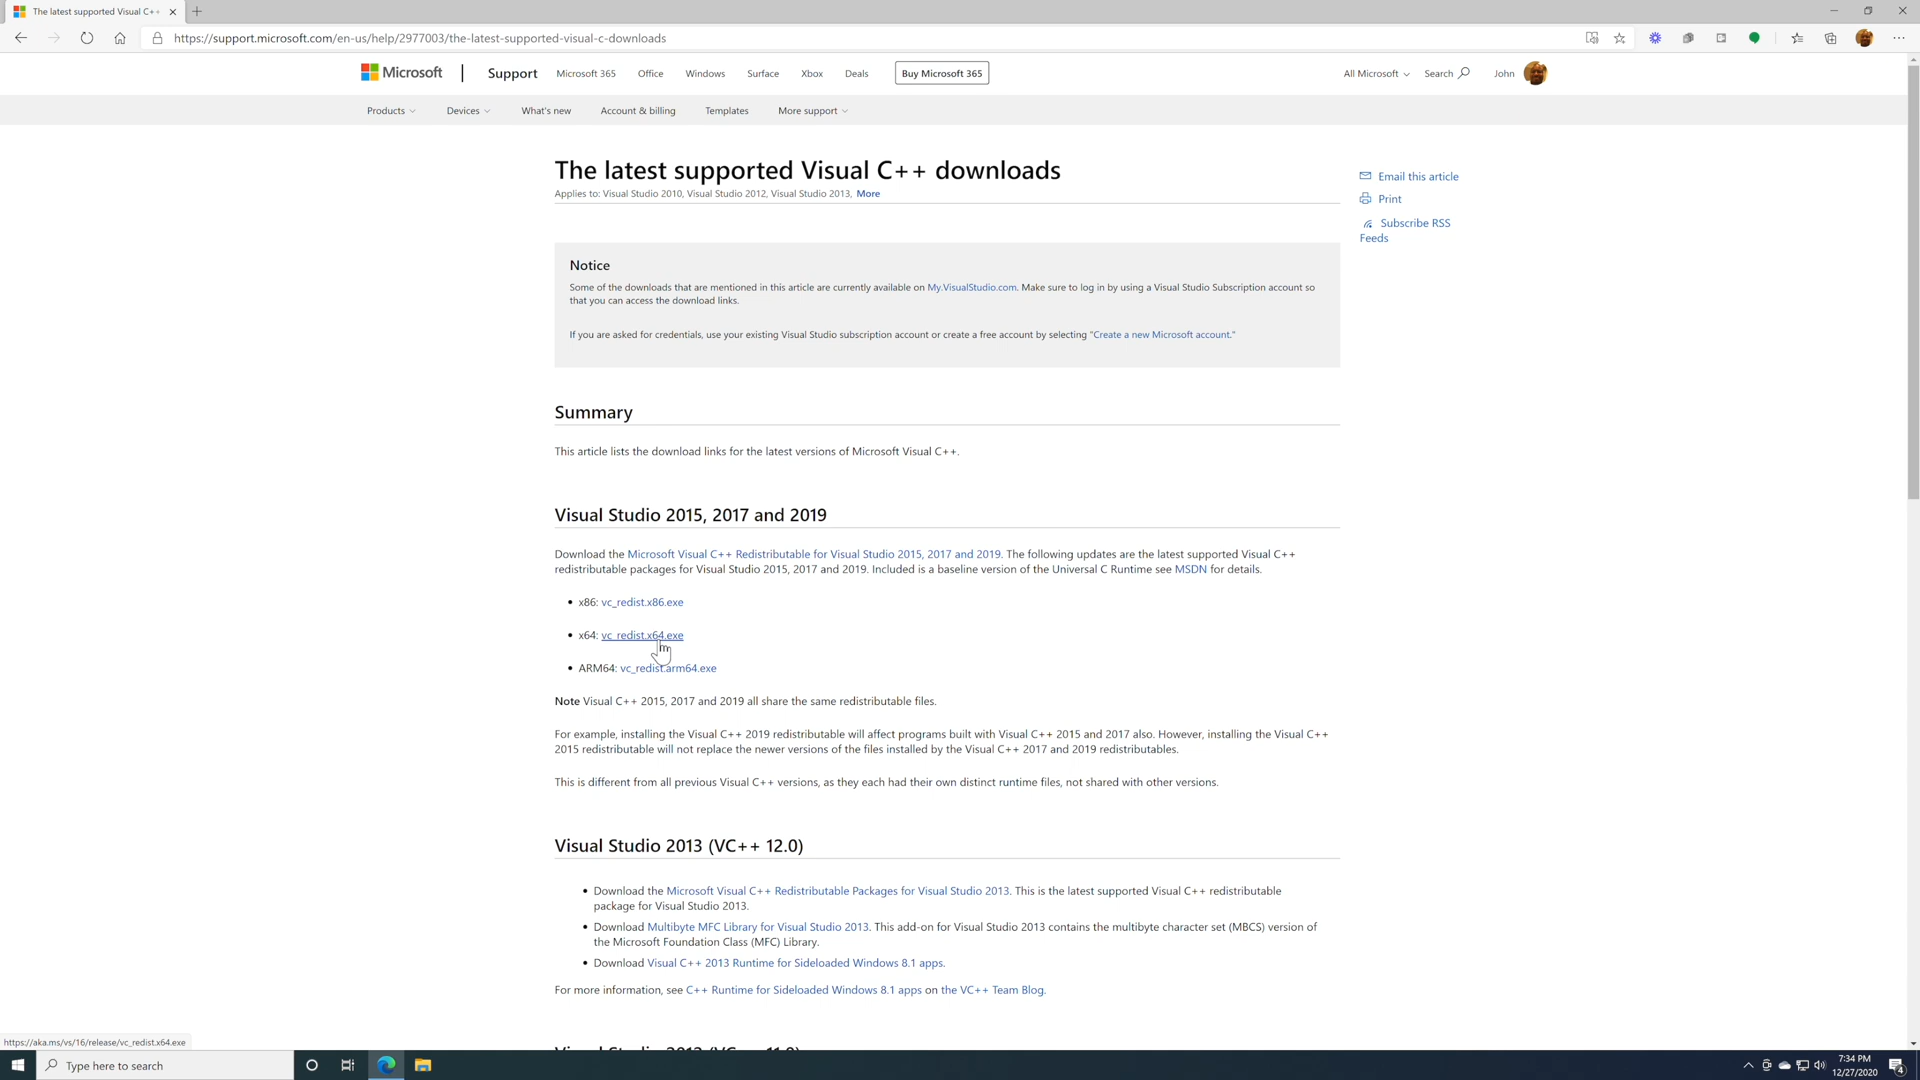 The latest supported Visual C++
https://support.microsoft.com/en-us/help/2977003/the-latest-supported-visual-c-downloads
Microsoft
Support
Microsoft 365
Office
Windows
Surface
Xbox
Deals
Buy Microsoft 365
All Microsoft
Search
John
Products
Devices
What's new
Account & billing
Templates
More support
The latest supported Visual C++ downloads
Applies to: Visual Studio 2010, Visual Studio 2012, Visual Studio 2013, More
Email this article
Print
Subscribe RSS
Feeds
Notice
Some of the downloads that are mentioned in this article are currently available on My.VisualStudio.com. Make sure to log in by using a Visual Studio Subscription account so
that you can access the download links.
If you are asked for credentials, use your existing Visual Studio subscription account or create a free account by selecting "Create a new Microsoft account."
Summary
This article lists the download links for the latest versions of Microsoft Visual C++.
Visual Studio 2015, 2017 and 2019
Download the Microsoft Visual C++ Redistributable for Visual Studio 2015, 2017 and 2019. The following updates are the latest supported Visual C++
redistributable packages for Visual Studio 2015, 2017 and 2019. Included is a baseline version of the Universal C Runtime see MSDN for details.
• x86: vc_redist.x86.exe
• x64: vc_redist.x64.exe
• ARM64: vc_redist.arm64.exe
Note Visual C++ 2015, 2017 and 2019 all share the same redistributable files.
For example, installing the Visual C++ 2019 redistributable will affect programs built with Visual C++ 2015 and 2017 also. However, installing the Visual C++
2015 redistributable will not replace the newer versions of the files installed by the Visual C++ 2017 and 2019 redistributables.
This is different from all previous Visual C++ versions, as they each had their own distinct runtime files, not shared with other versions.
Visual Studio 2013 (VC++ 12.0)
• Download the Microsoft Visual C++ Redistributable Packages for Visual Studio 2013. This is the latest supported Visual C++ redistributable
package for Visual Studio 2013.
• Download Multibyte MFC Library for Visual Studio 2013. This add-on for Visual Studio 2013 contains the multibyte character set (MBCS) version of
the Microsoft Foundation Class (MFC) Library.
• Download Visual C++ 2013 Runtime for Sideloaded Windows 8.1 apps.
For more information, see C++ Runtime for Sideloaded Windows 8.1 apps on the VC++ Team Blog.
https://aka.ms/vs/16/release/vc_redist.x64.exe
Type here to search
7:34 PM
12/27/2020
4